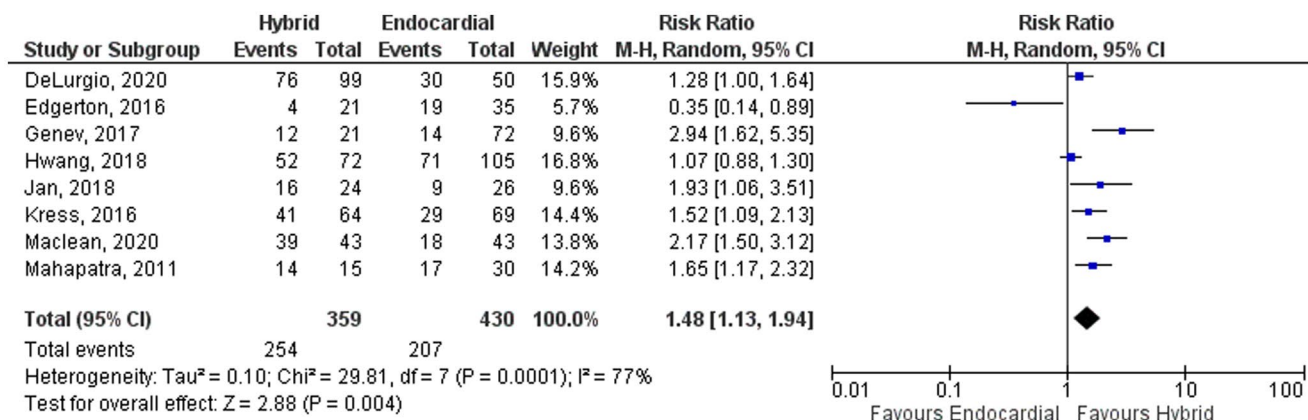 Hybrid Endocardial Risk Ratio Risk Ratio
Study or Subgroup Events Total Events Total Weight M-H, Random, 95% CI M-H, Random, 95% CI
DeLurgio, 2020 76 99 30 50 15.9% 1.28 [1.00, 1.64]
Edgerton, 2016 4 21 19 35 5.7% 0.35 [0.14, 0.89]
Genev, 2017 12 21 14 72 9.6% 2.94 [1.62, 5.35]
Hwang, 2018 52 72 71 105 16.8% 1.07 [0.88, 1.30]
Jan, 2018 16 24 9 26 9.6% 1.93 [1.06, 3.51]
Kress, 2016 41 64 29 69 14.4% 1.52 [1.09, 2.13]
Maclean, 2020 39 43 18 43 13.8% 2.17 [1.50, 3.12]
Mahapatra, 2011 14 15 17 30 14.2% 1.65 [1.17, 2.32]
Total (95% CI) 359 430 100.0% 1.48 [1.13, 1.94]
Total events 254 207
Heterogeneity: Tau² = 0.10; Chi² = 29.81, df = 7 (P = 0.0001); I² = 77%
Test for overall effect: Z = 2.88 (P = 0.004)
0.01 0.1 1 10 100
Favours Endocardial Favours Hybrid